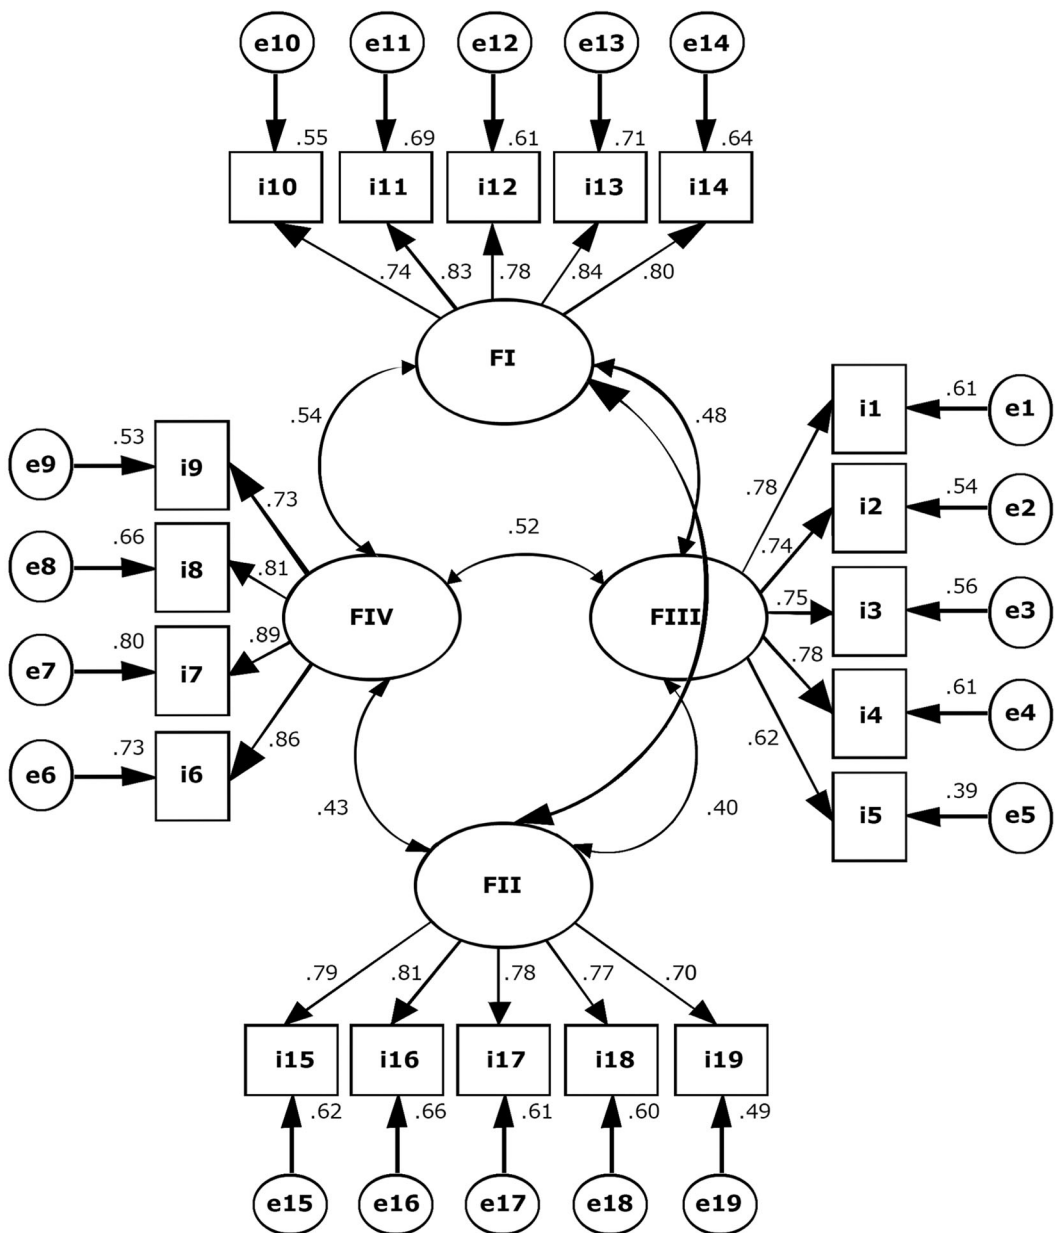 e10 e11 e12 e13 e14
.55 .69 .61 .71 .64
i10 i11 i12 i13 i14
.74 .83 .78 .84 .80
FI
.54 .48
.61
i1 e1
.53
e9 i9
.73 .78
.54
i2 e2
.66
e8 i8
.81 .52 .74
.56
.75 i3 e3
FIV FIII
.80 .89
e7 i7
.78 .61
i4 e4
.73 .86 .62
e6 i6
.39
i5 e5
.43 .40
FII
.79 .81 .78 .77 .70
i15 i16 i17 i18 i19
.62 .66 .61 .60 .49
e15 e16 e17 e18 e19